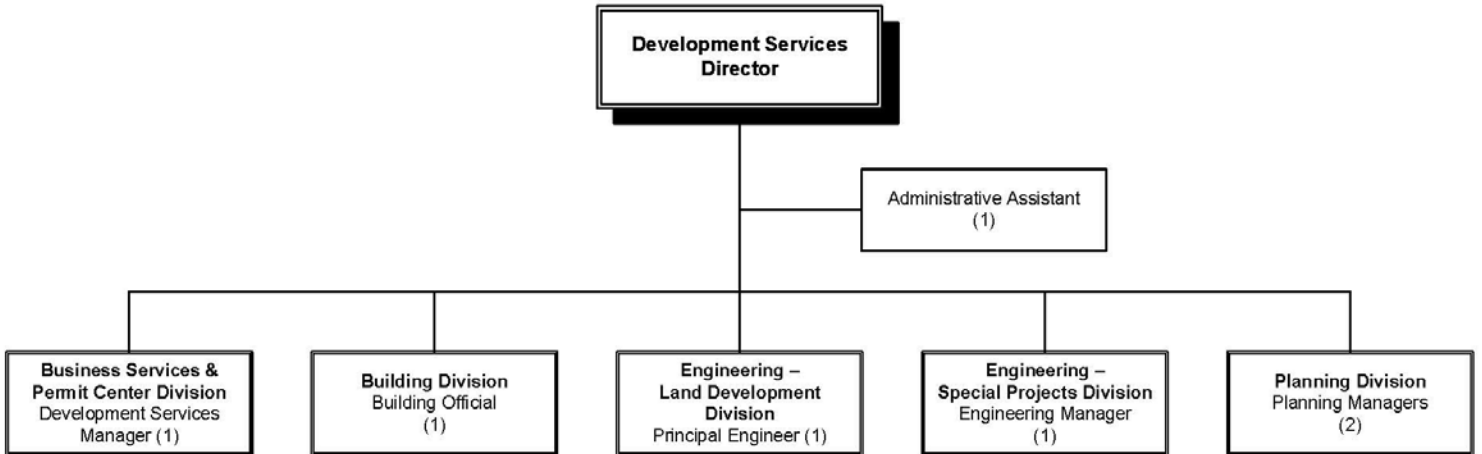 Development Services
Director
Administrative Assistant
(1)
Business Services &
Permit Center Division
Development Services
Manager (1)
Building Division
Building Official
(1)
Engineering –
Land Development
Division
Principal Engineer (1)
Engineering –
Special Projects Division
Engineering Manager
(1)
Planning Division
Planning Managers
(2)